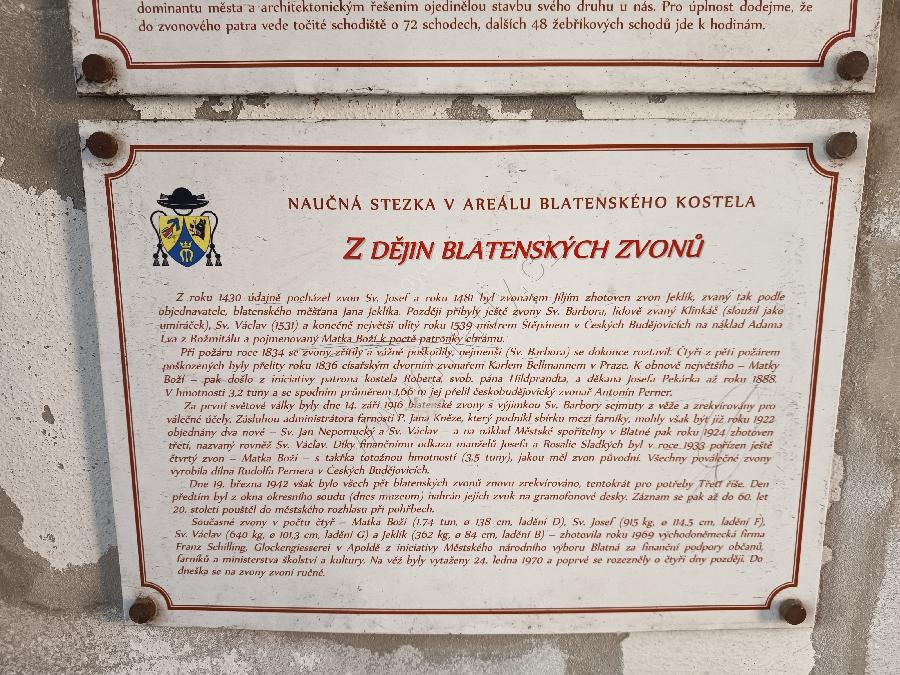 dominantu města a architektonickým řešením ojedinělou stavbu svého druhu u nás. Pro úplnost dodejme, že
do zvonového patra vede točité schodiště o 72 schodech, dalších 48 žebříkových schodů jde k hodinám.
NAUČNÁ STEZKA V AREÁLU BLATENSKÉHO KOSTELA
Z DĚJIN BLATENSKÝCH ZVONŮ
Z roku 1430 údajně pocházel zvon Sv. Josef a roku 1481 byl zvonařem Jiljím zhotoven zvon Jeklík, zvaný tak podle
objednavatele, blatenského měšťana Jana Jeklíka. Později přibyly ještě zvony Sv. Barbora, lidově zvaný Klinkáč (sloužil jako
umíráček), Sv. Václav (1531) a konečně největší ulitý roku 1539 mistrem Štěpánem v Českých Budějovicích na náklad Adama
Lva z Rožmitálu a pojmenovaný Matka Boží k poctě patronky chrámu.
Při požáru roce 1834 se zvony zřítily a vážně poškodily, nejmenší (Sv. Barbora) se dokonce roztavil. Čtyři z pěti požárem
poškozených byly přelity roku 1836 císařským dvorním zvonařem Karlem Bellmannem v Praze. K obnově největšího – Matky
Boží – pak došlo z iniciativy patrona kostela Roberta, svob. pána Hildprandta, a děkana Josefa Pekárka až roku 1888.
V hmotnosti 3,2 tuny a se spodním průměrem 1,66 m jej přelil českobudějovický zvonař Antonín Perner.
Za první světové války byly dne 14. září 1916 blatenské zvony s výjimkou Sv. Barbory sejmuty z věže a zrekvírovány pro
válečné účely. Zásluhou administrátora farnosti P. Jana Kněze, který podnikl sbírku mezi farníky, mohly však být již roku 1922
objednány dva nové – Sv. Jan Nepomucký a Sv. Václav – a na náklad Městské spořitelny v Blatné pak roku 1924 zhotoven
třetí, nazvaný rovněž Sv. Václav. Díky finančnímu odkazu manželů Josefa a Rosalie Sladkých byl v roce 1933 pořízen ještě
čtvrtý zvon – Matka Boží – s takřka totožnou hmotností (3,5 tuny), jakou měl zvon původní. Všechny poválečné zvony
vyrobila dílna Rudolfa Pernera v Českých Budějovicích.
Dne 19. března 1942 však bylo všech pět blatenských zvonů znovu zrekvírováno, tentokrát pro potřeby Třetí říše. Den
předtím byl z okna okresního soudu (dnes muzeum) nahrán jejich zvuk na gramofonové desky. Záznam se pak až do 60. let
20. století pouštěl do městského rozhlasu při pohřbech.
Současné zvony v počtu čtyř – Matka Boží (1.74 tun, ø 138 cm, ladění D), Sv. Josef (915 kg, ø 114,5 cm, ladění F),
Sv. Václav (640 kg, ø 101,3 cm, ladění G) a Jeklík (362 kg, ø 84 cm, ladění B) – zhotovila roku 1969 východoněmecká firma
Franz Schilling, Glockengiesserei v Apoldě z iniciativy Městského národního výboru Blatná za finanční podpory občanů,
farníků a ministerstva školství a kultury. Na věž byly vytaženy 24. ledna 1970 a poprvé se rozezněly o čtyři dny později. Do
dneška se na zvony zvoní ručně.